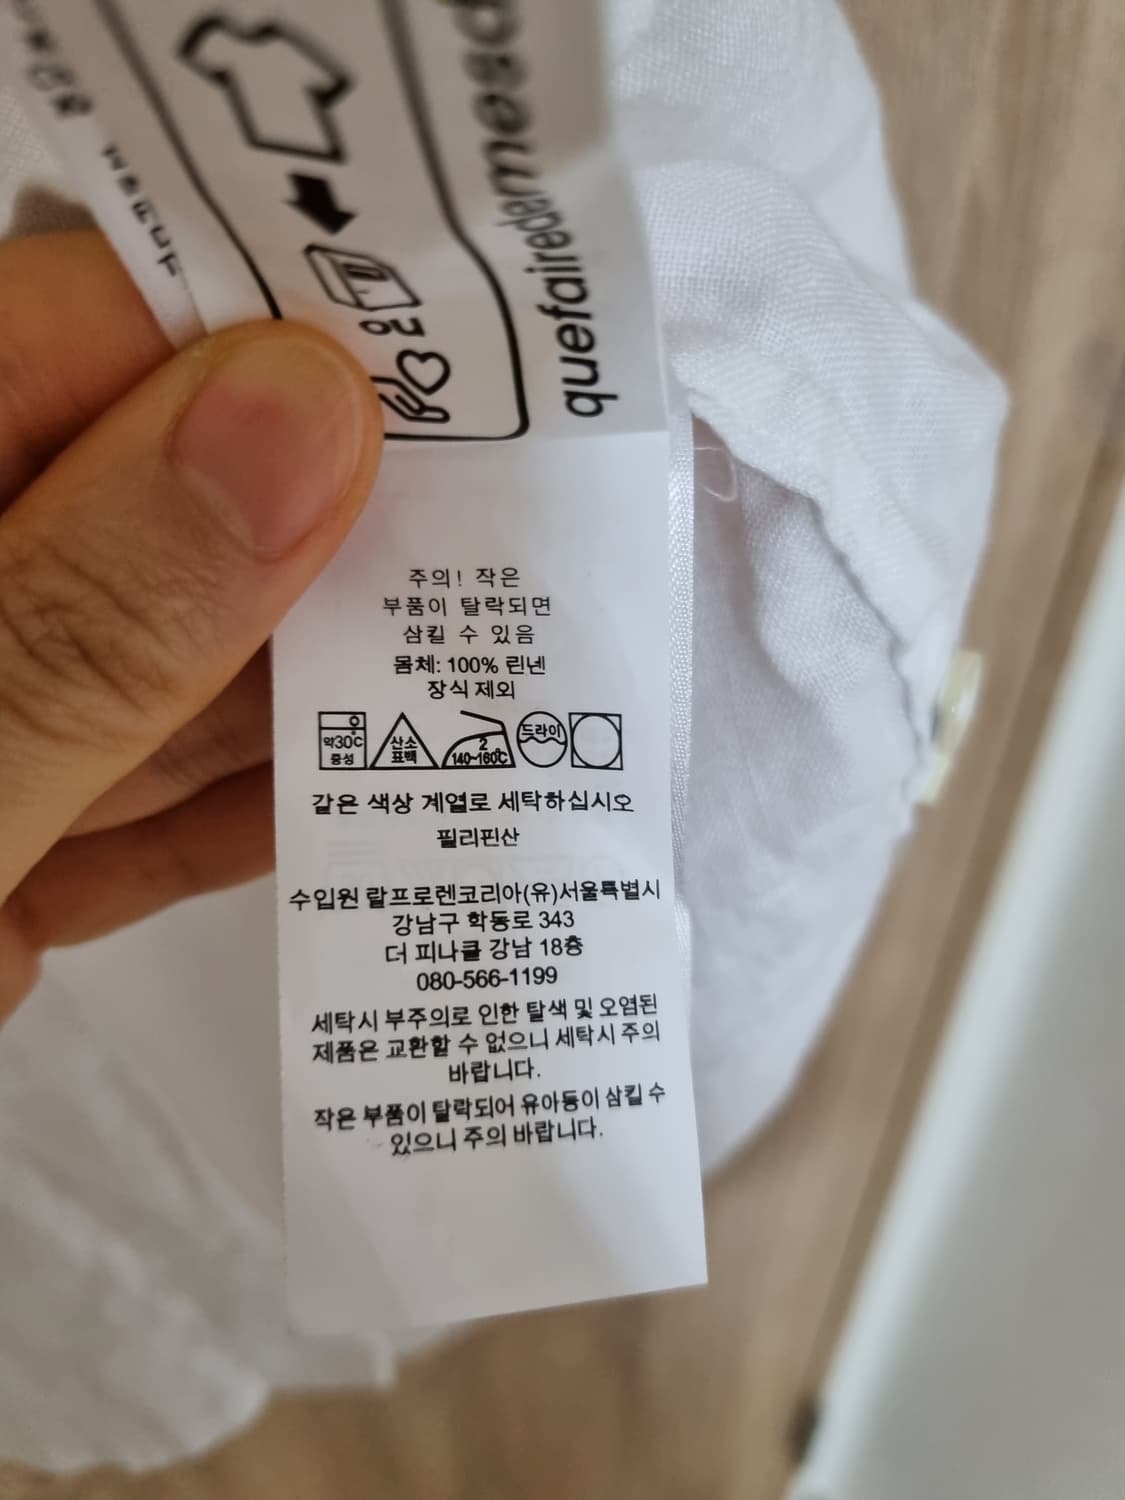 quefairedemesd
OU
주의! 작은
부품이 탈락되면
삼킬 수 있음
몸체: 100% 린넨
장식 제외
약30℃
중성
산소
표백
2
140~160℃
드라이
같은 색상 계열로 세탁하십시오
필리핀산
수입원 랄프로렌코리아(유)서울특별시
강남구 학동로 343
더 피나클 강남 18층
080-566-1199
세탁시 부주의로 인한 탈색 및 오염된
제품은 교환할 수 없으니 세탁시 주의
바랍니다.
작은 부품이 탈락되어 유아등이 삼킬 수
있으니 주의 바랍니다.